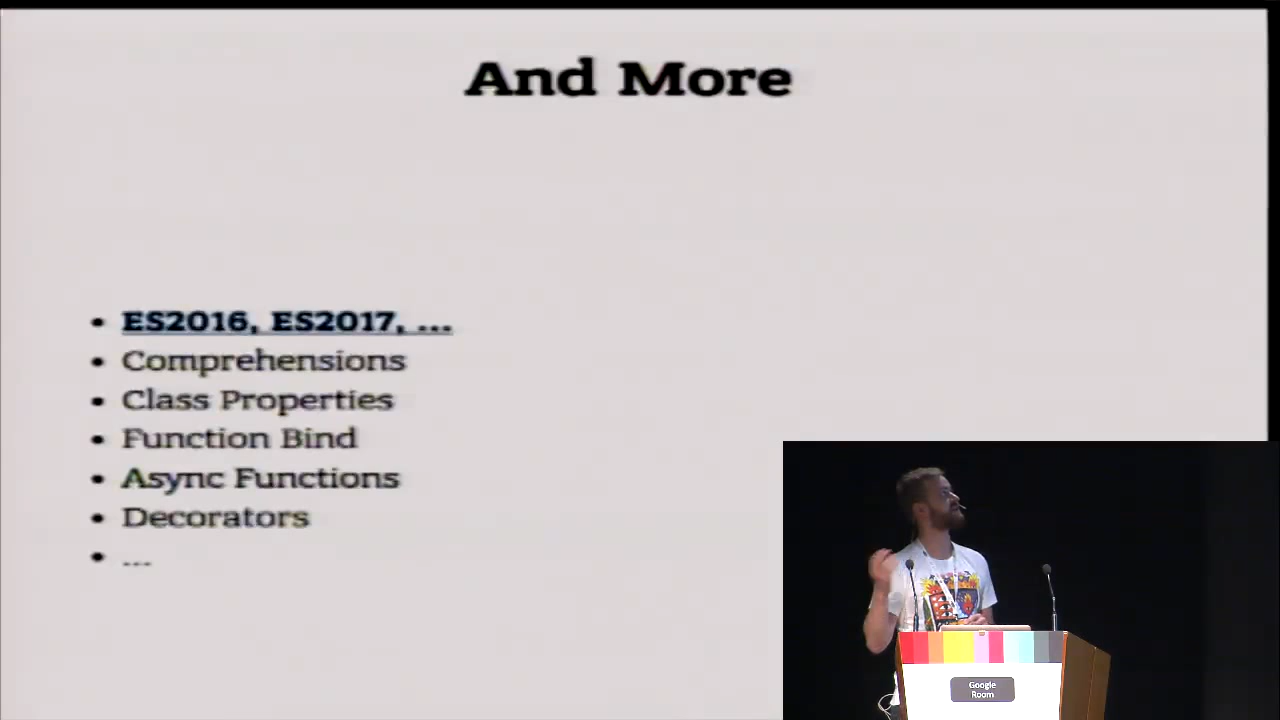 And More
ES2016, ES2017, ...
Comprehensions
Class Properties
Function Bind
Async Functions
Decorators
...
Google
Room